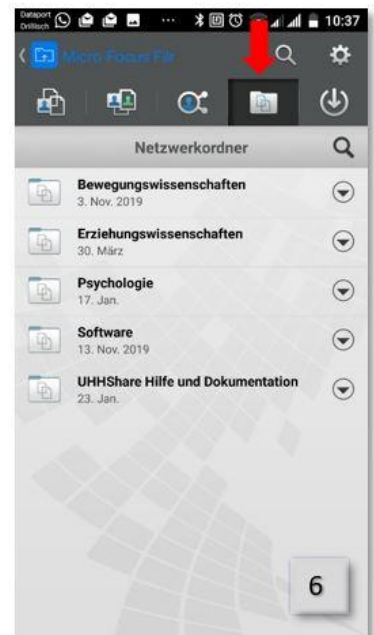 Dataport
Drillisch
10:37
Micro Focus Filr
Netzwerkordner
Bewegungswissenschaften
3. Nov. 2019
Erziehungswissenschaften
30. März
Psychologie
17. Jan.
Software
13. Nov. 2019
UHHShare Hilfe und Dokumentation
23. Jan.
6